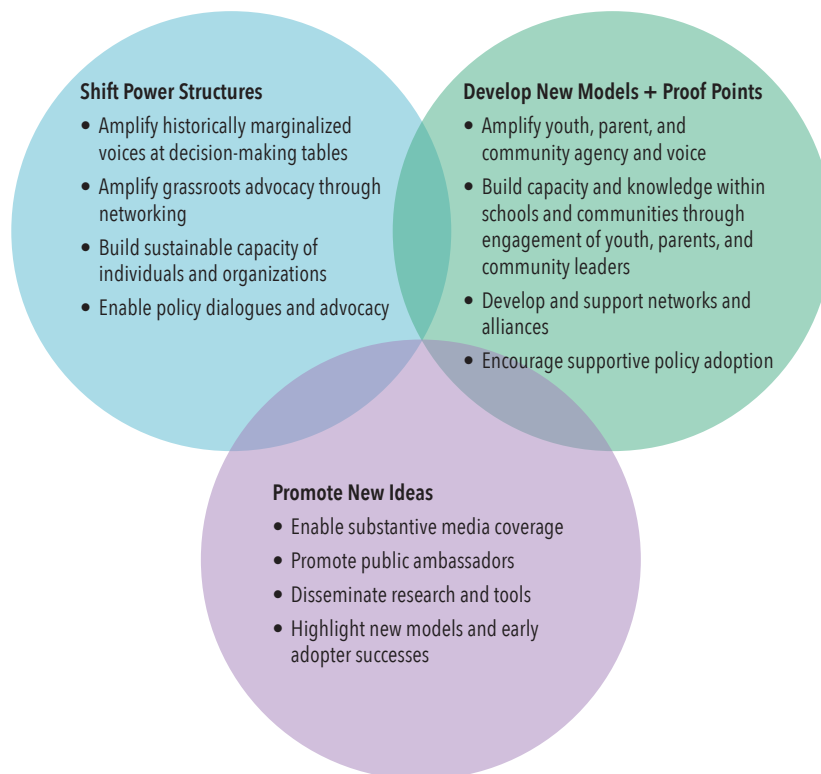 Shift Power Structures
• Amplify historically marginalized
voices at decision-making tables
• Amplify grassroots advocacy through
networking
• Build sustainable capacity of
individuals and organizations
• Enable policy dialogues and advocacy
Develop New Models + Proof Points
• Amplify youth, parent, and
community agency and voice
• Build capacity and knowledge within
schools and communities through
engagement of youth, parents, and
community leaders
• Develop and support networks and
alliances
• Encourage supportive policy adoption
Promote New Ideas
• Enable substantive media coverage
• Promote public ambassadors
• Disseminate research and tools
• Highlight new models and early
adopter successes